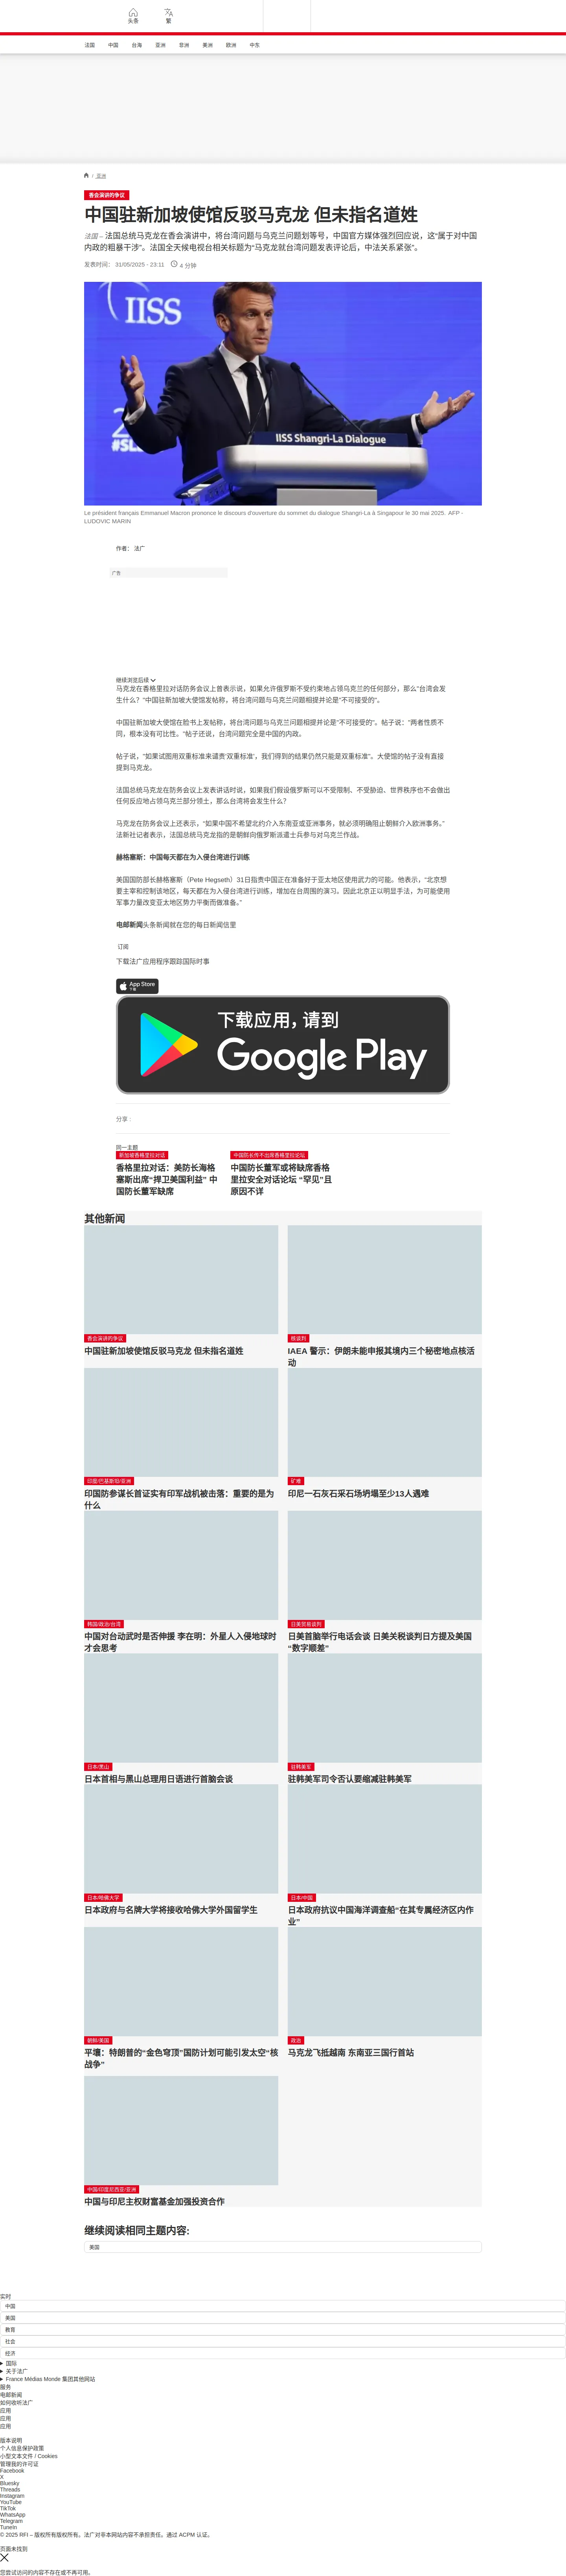 头条
繁
法国
中国
台海
亚洲
非洲
美洲
欧洲
中东
/ 亚洲
香会演讲的争议
中国驻新加坡使馆反驳马克龙 但未指名道姓
法国 – 法国总统马克龙在香会演讲中，将台湾问题与乌克兰问题划等号，中国官方媒体强烈回应说，这“属于对中国
内政的粗暴干涉”。法国全天候电视台相关标题为“马克龙就台湾问题发表评论后，中法关系紧张”。
发表时间： 31/05/2025 - 23:11
4 分钟
IISS
#SL
IISS Shangri-La Dialogue
Le président français Emmanuel Macron prononce le discours d'ouverture du sommet du dialogue Shangri-La à Singapour le 30 mai 2025. AFP -
LUDOVIC MARIN
作者： 法广
广告
继续浏览后续
马克龙在香格里拉对话防务会议上曾表示说，如果允许俄罗斯不受约束地占领乌克兰的任何部分，那么"台湾会发
生什么？"中国驻新加坡大使馆发帖称，将台湾问题与乌克兰问题相提并论是"不可接受的"。
中国驻新加坡大使馆在脸书上发帖称，将台湾问题与乌克兰问题相提并论是"不可接受的"。帖子说："两者性质不
同，根本没有可比性。"帖子还说，台湾问题完全是中国的内政。
帖子说，"如果试图用双重标准来谴责'双重标准'，我们得到的结果仍然只能是双重标准"。大使馆的帖子没有直接
提到马克龙。
法国总统马克龙在防务会议上发表讲话时说，如果我们假设俄罗斯可以不受限制、不受胁迫、世界秩序也不会做出
任何反应地占领乌克兰部分领土，那么台湾将会发生什么？
马克龙在防务会议上还表示，“如果中国不希望北约介入东南亚或亚洲事务，就必须明确阻止朝鲜介入欧洲事务。”
法新社记者表示，法国总统马克龙指的是朝鲜向俄罗斯派遣士兵参与对乌克兰作战。
赫格塞斯：中国每天都在为入侵台湾进行训练
美国国防部长赫格塞斯（Pete Hegseth）31日指责中国正在准备好于亚太地区使用武力的可能。他表示，“北京想
要主宰和控制该地区，每天都在为入侵台湾进行训练，增加在台周围的演习。因此北京正以明显手法，为可能使用
军事力量改变亚太地区势力平衡而做准备。”
电邮新闻头条新闻就在您的每日新闻信里
订阅
下载法广应用程序跟踪国际时事
App Store
下载
下载应用，请到
Google Play
分享 :
同一主题
新加坡香格里拉对话
香格里拉对话：美防长海格
塞斯出席“捍卫美国利益” 中
国防长董军缺席
中国防长传不出席香格里拉论坛
中国防长董军或将缺席香格
里拉安全对话论坛 “罕见”且
原因不详
其他新闻
香会演讲的争议
中国驻新加坡使馆反驳马克龙 但未指名道姓
核谈判
IAEA 警示：伊朗未能申报其境内三个秘密地点核活
动
印度/巴基斯坦/亚洲
印国防参谋长首证实有印军战机被击落：重要的是为
什么
矿难
印尼一石灰石采石场坍塌至少13人遇难
韩国/政治/台湾
中国对台动武时是否伸援 李在明：外星人入侵地球时
才会思考
日美贸易谈判
日美首脑举行电话会谈 日美关税谈判日方提及美国
“数字顺差”
日本/黑山
日本首相与黑山总理用日语进行首脑会谈
驻韩美军
驻韩美军司令否认要缩减驻韩美军
日本/哈佛大学
日本政府与名牌大学将接收哈佛大学外国留学生
日本/中国
日本政府抗议中国海洋调查船“在其专属经济区内作
业”
朝鲜/美国
平壤：特朗普的“金色穹顶”国防计划可能引发太空“核
战争”
政治
马克龙飞抵越南 东南亚三国行首站
中国/印度尼西亚/亚洲
中国与印尼主权财富基金加强投资合作
继续阅读相同主题内容:
美国
实时
中国
美国
教育
社会
经济
国际
关于法广
France Médias Monde 集团其他网站
服务
电邮新闻
如何收听法广
应用
应用
应用
版本说明
个人信息保护政策
小型文本文件 / Cookies
管理我的许可证
Facebook
X
Bluesky
Threads
Instagram
YouTube
TikTok
WhatsApp
Telegram
TuneIn
© 2025 RFI – 版权所有版权所有。法广对非本网站内容不承担责任。通过 ACPM 认证。
页面未找到
您尝试访问的内容不存在或不再可用。